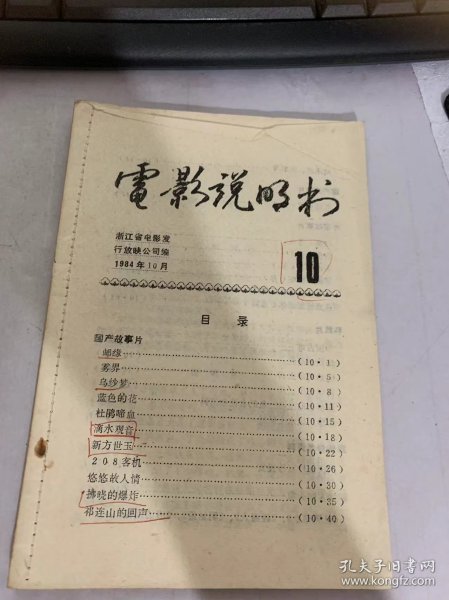 電影说明书
浙江省电影发
行放映公司编
1984年10月
10
目录
国产故事片
邮缘…………(10·1)
雾界…………(10·5)
乌纱梦…………(10·8)
蓝色的花…………(10·11)
杜鹃啼血…………(10·15)
滴水观音…………(10·18)
新方世玉…………(10·22)
208客机…………(10·26)
悠悠故人情…………(10·30)
拂晓的爆炸…………(10·35)
祁连山的回声…………(10·40)
孔夫子旧书网
www.kongfz.com